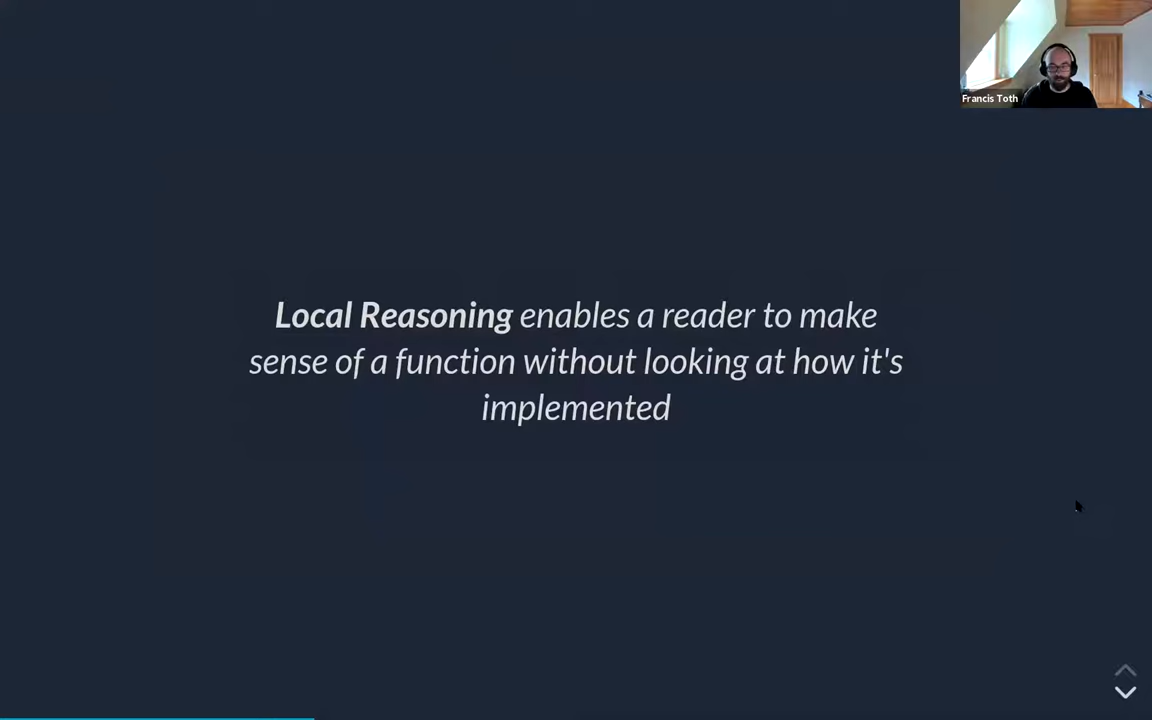 Francis Toth
Local Reasoning enables a reader to make
sense of a function without looking at how it's
implemented